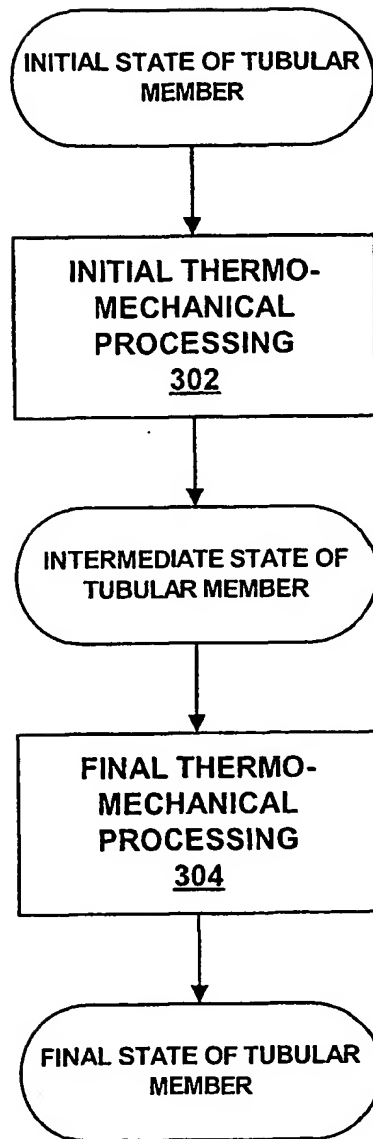 INITIAL STATE OF TUBULAR
MEMBER
INITIAL THERMO-
MECHANICAL
PROCESSING
302
INTERMEDIATE STATE OF
TUBULAR MEMBER
FINAL THERMO-
MECHANICAL
PROCESSING
304
FINAL STATE OF TUBULAR
MEMBER